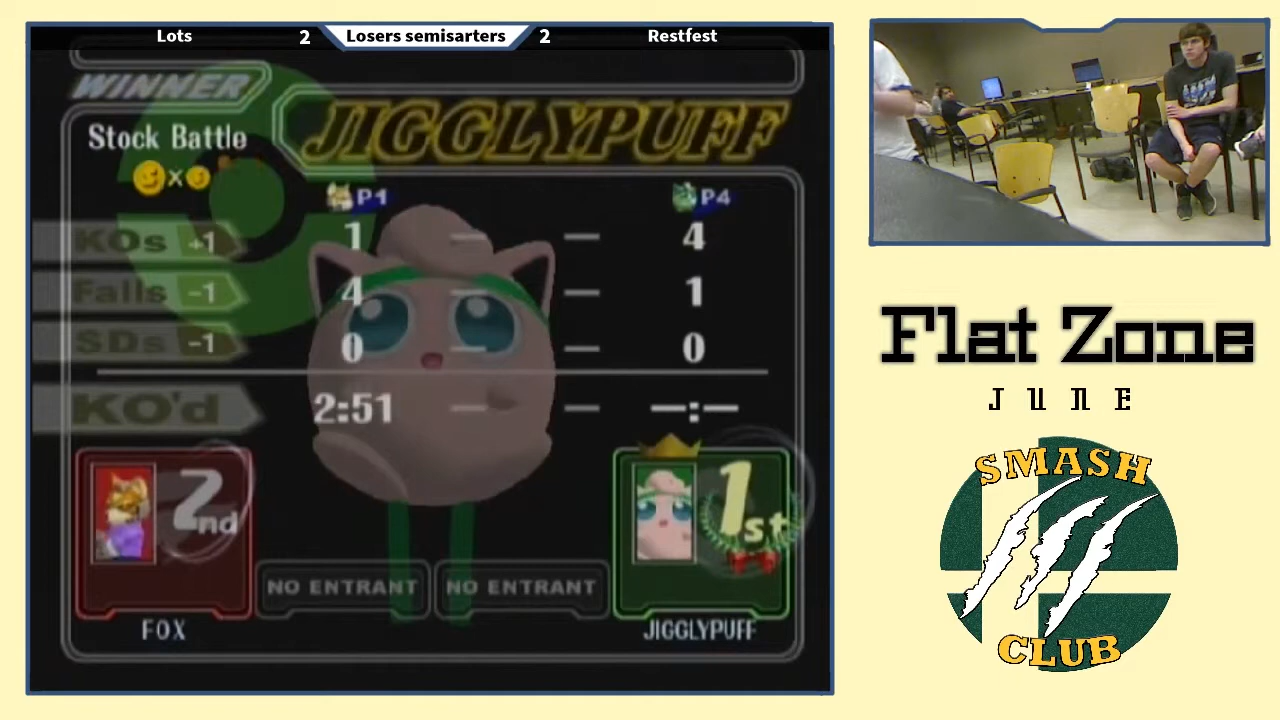 Lots 2 Losers semisarters 2 Restfest
WINNER
JIGGLYPUFF
Stock Battle
x
P1 P4
KOs +1 1 — — 4
Falls -1 4 — — 1
SDs -1 0 — — 0
KO'd 2:51 — — —:—
2nd
1st
NO ENTRANT NO ENTRANT
FOX JIGGLYPUFF
Flat Zone
JUNE
SMASH
CLUB